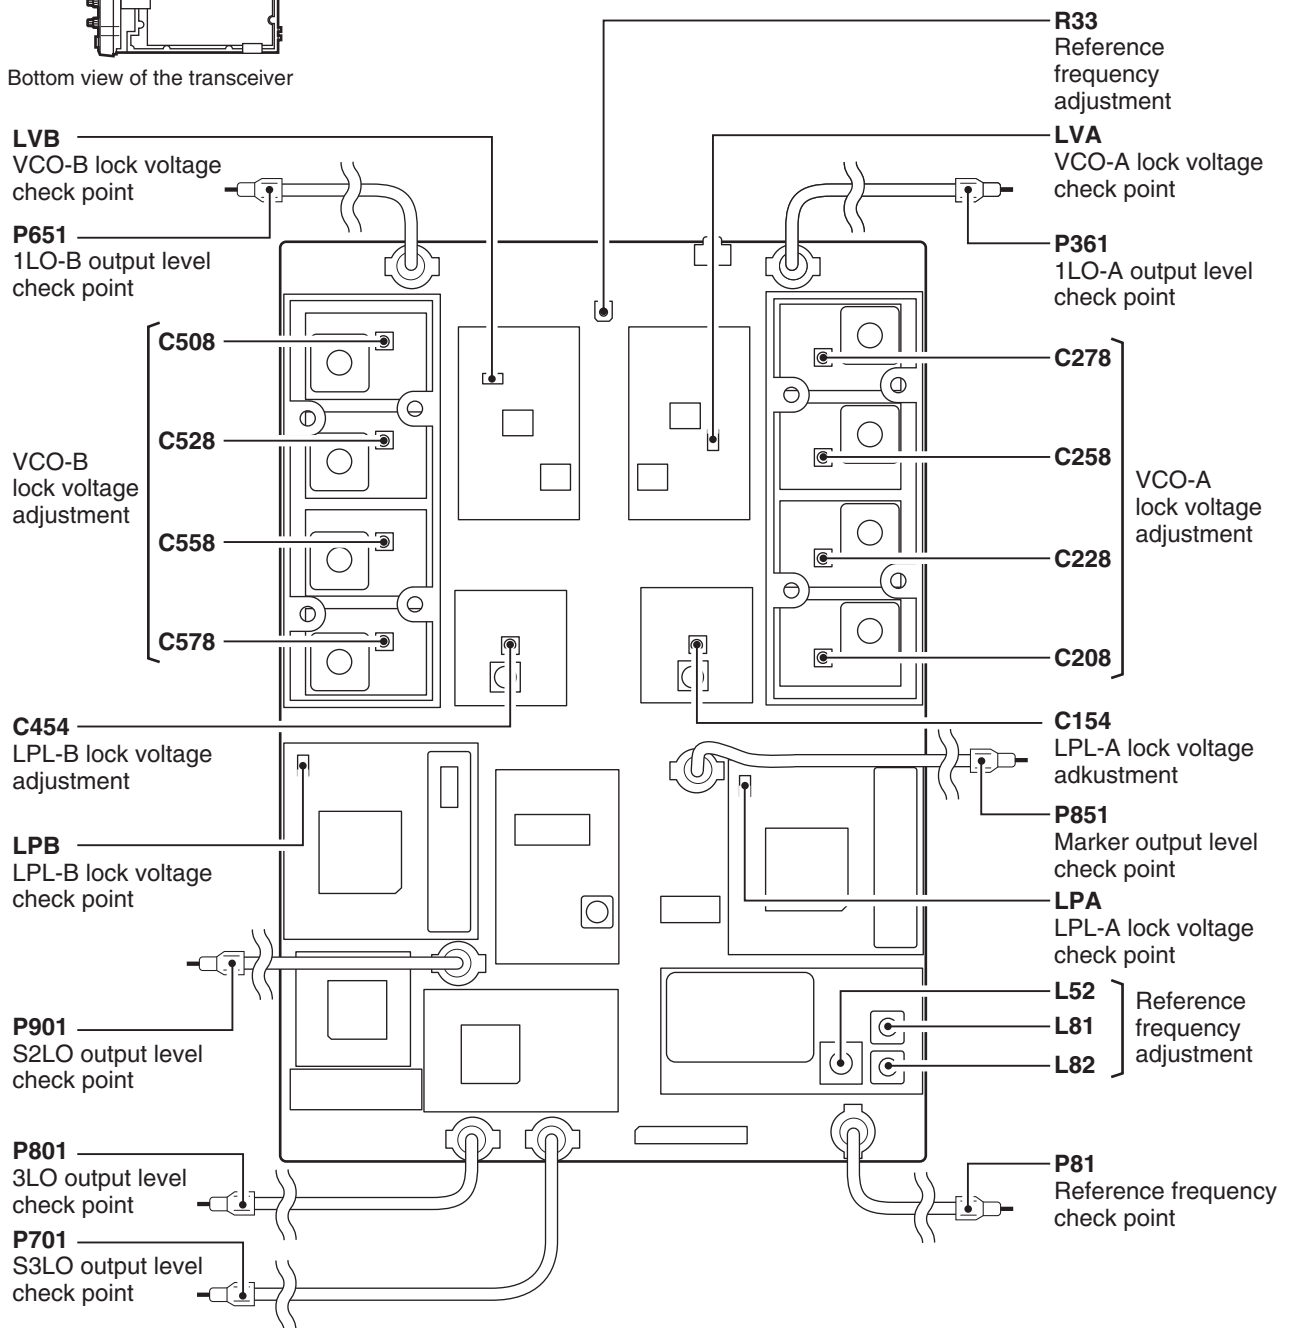 Bottom view of the transceiver
LVB
VCO-B lock voltage
check point
P651
1LO-B output level
check point
C508
C528
C558
C578
VCO-B
lock voltage
adjustment
C454
LPL-B lock voltage
adjustment
LPB
LPL-B lock voltage
check point
P901
S2LO output level
check point
P801
3LO output level
check point
P701
S3LO output level
check point
R33
Reference
frequency
adjustment
LVA
VCO-A lock voltage
check point
P361
1LO-A output level
check point
C278
C258
C228
C208
VCO-A
lock voltage
adjustment
C154
LPL-A lock voltage
adkustment
P851
Marker output level
check point
LPA
LPL-A lock voltage
check point
L52
L81
L82
Reference
frequency
adjustment
P81
Reference frequency
check point